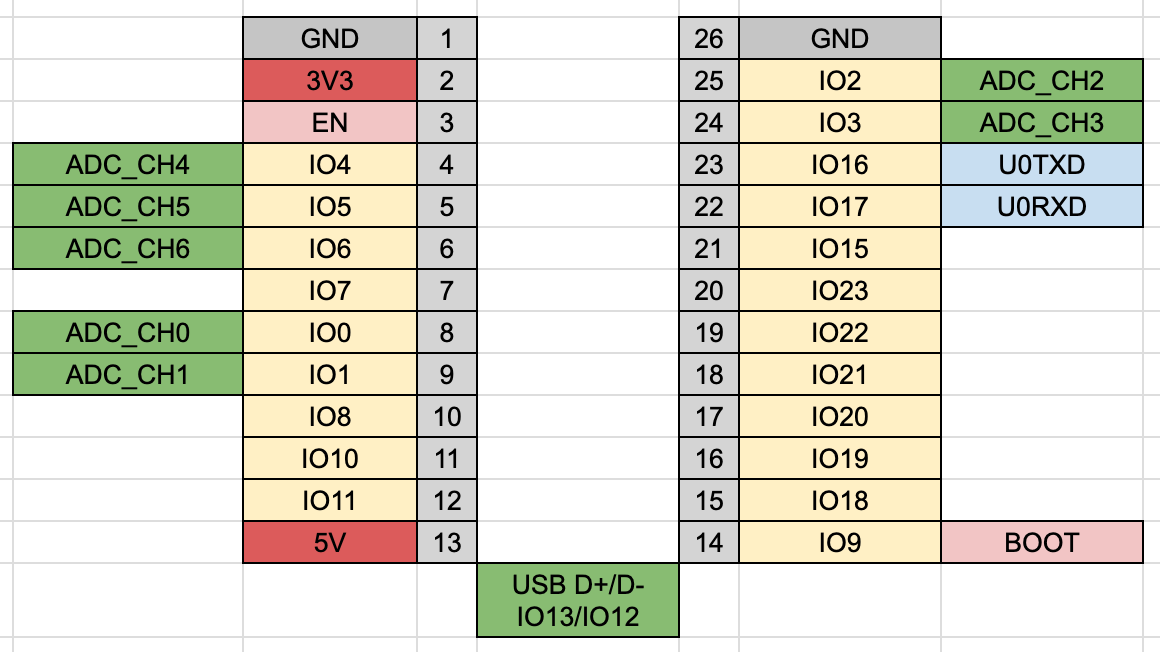 GND 1 26 GND
3V3 2 25 IO2 ADC_CH2
EN 3 24 IO3 ADC_CH3
ADC_CH4 IO4 4 23 IO16 U0TXD
ADC_CH5 IO5 5 22 IO17 U0RXD
ADC_CH6 IO6 6 21 IO15
IO7 7 20 IO23
ADC_CH0 IO0 8 19 IO22
ADC_CH1 IO1 9 18 IO21
IO8 10 17 IO20
IO10 11 16 IO19
IO11 12 15 IO18
5V 13 14 IO9 BOOT
USB D+/D-
IO13/IO12